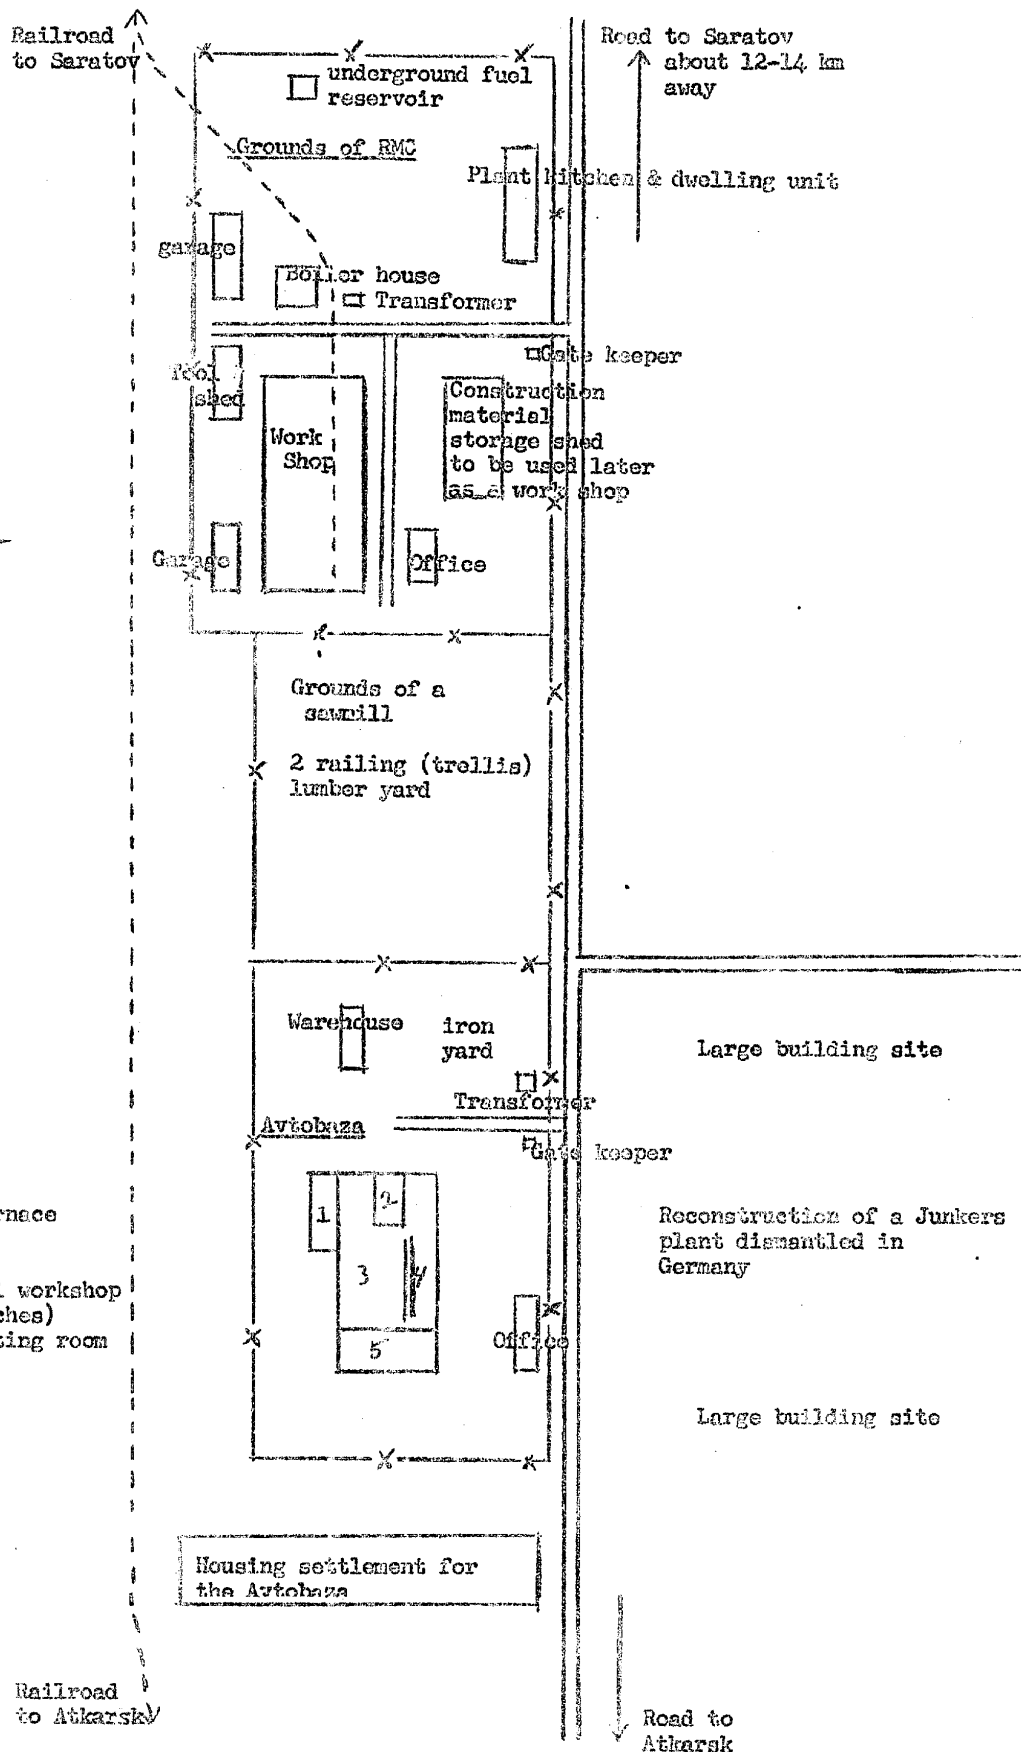 Railroad
to Saratov
Road to Saratov
about 12-14 km
away
underground fuel
reservoir
Grounds of RMC
Plant kitchen & dwelling unit
garage
Boiler house
Transformer
Gate keeper
Tool
shed
Construction
material
storage shed
to be used later
as a work shop
Work
Shop
Garage
Office
Grounds of a
sawmill
2 railing (trellis)
lumber yard
Warehouse
iron
yard
Large building site
Transformer
Avtobaza
Gate keeper
1
2
3
4
5
workshop
room
Reconstruction of a Junkers
plant dismantled in
Germany
Office
Large building site
Housing settlement for
the Avtobaza
Railroad
to Atkarsk
Road to
Atkarsk